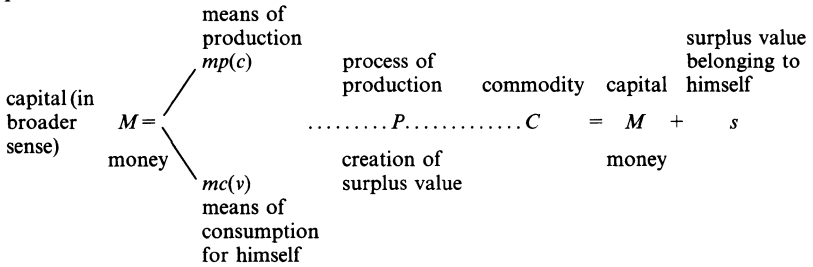 means of
production
mp(c)
process of
production
commodity
capital
surplus value
belonging to
himself
capital (in
broader
sense)
M =
money
.........P.............C = M + s
creation of
surplus value
money
mc(v)
means of
consumption
for himself